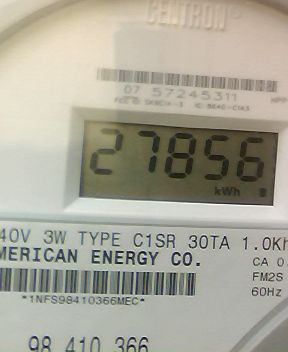 CENTRON®
07 57245311
27856
kWh
40V 3W TYPE C1SR 30TA 1.0Kh
MERICAN ENERGY CO.
CA 0.
FM2S
60Hz
*1NFS98410366MEC*
98 410 366